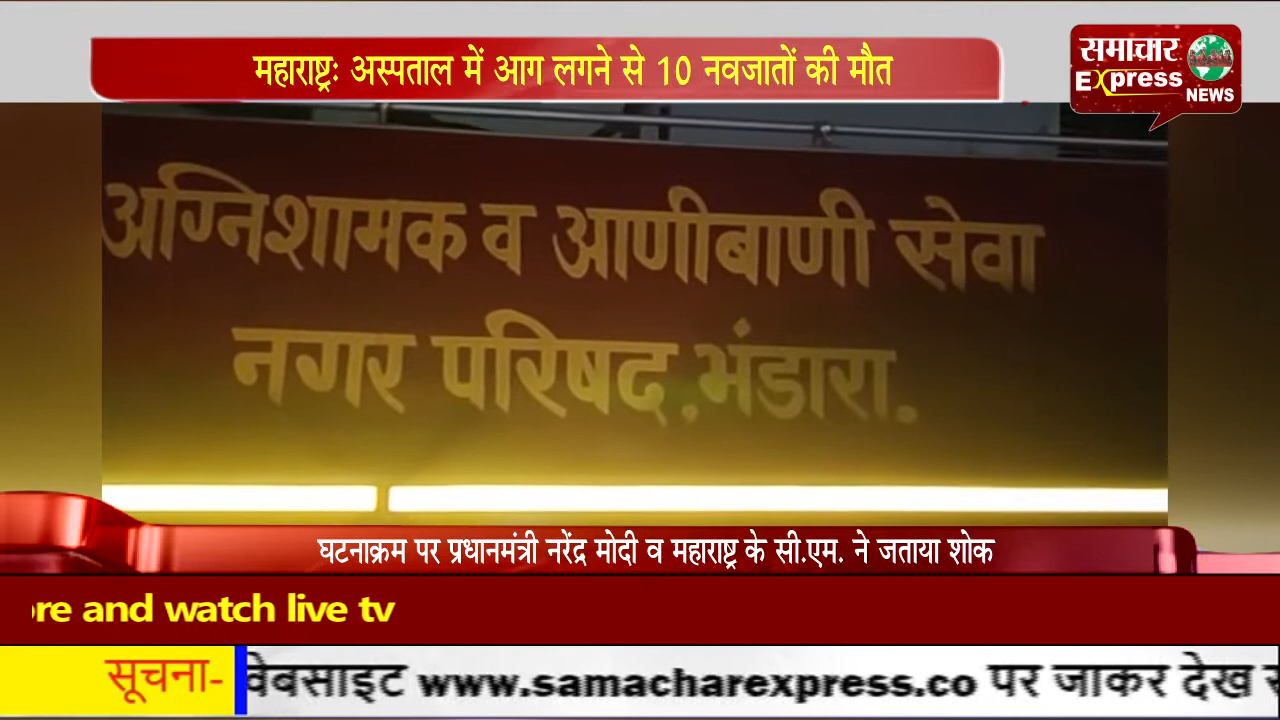 महाराष्ट्रः अस्पताल में आग लगने से 10 नवजातों की मौत
समाचार
Express
NEWS
अग्निशामक व आणीबाणी सेवा
नगर परिषद, भंडारा.
घटनाक्रम पर प्रधानमंत्री नरेंद्र मोदी व महाराष्ट्र के सी.एम. ने जताया शोक
ore and watch live tv
सूचना- वेबसाइट www.samacharexpress.co पर जाकर देख